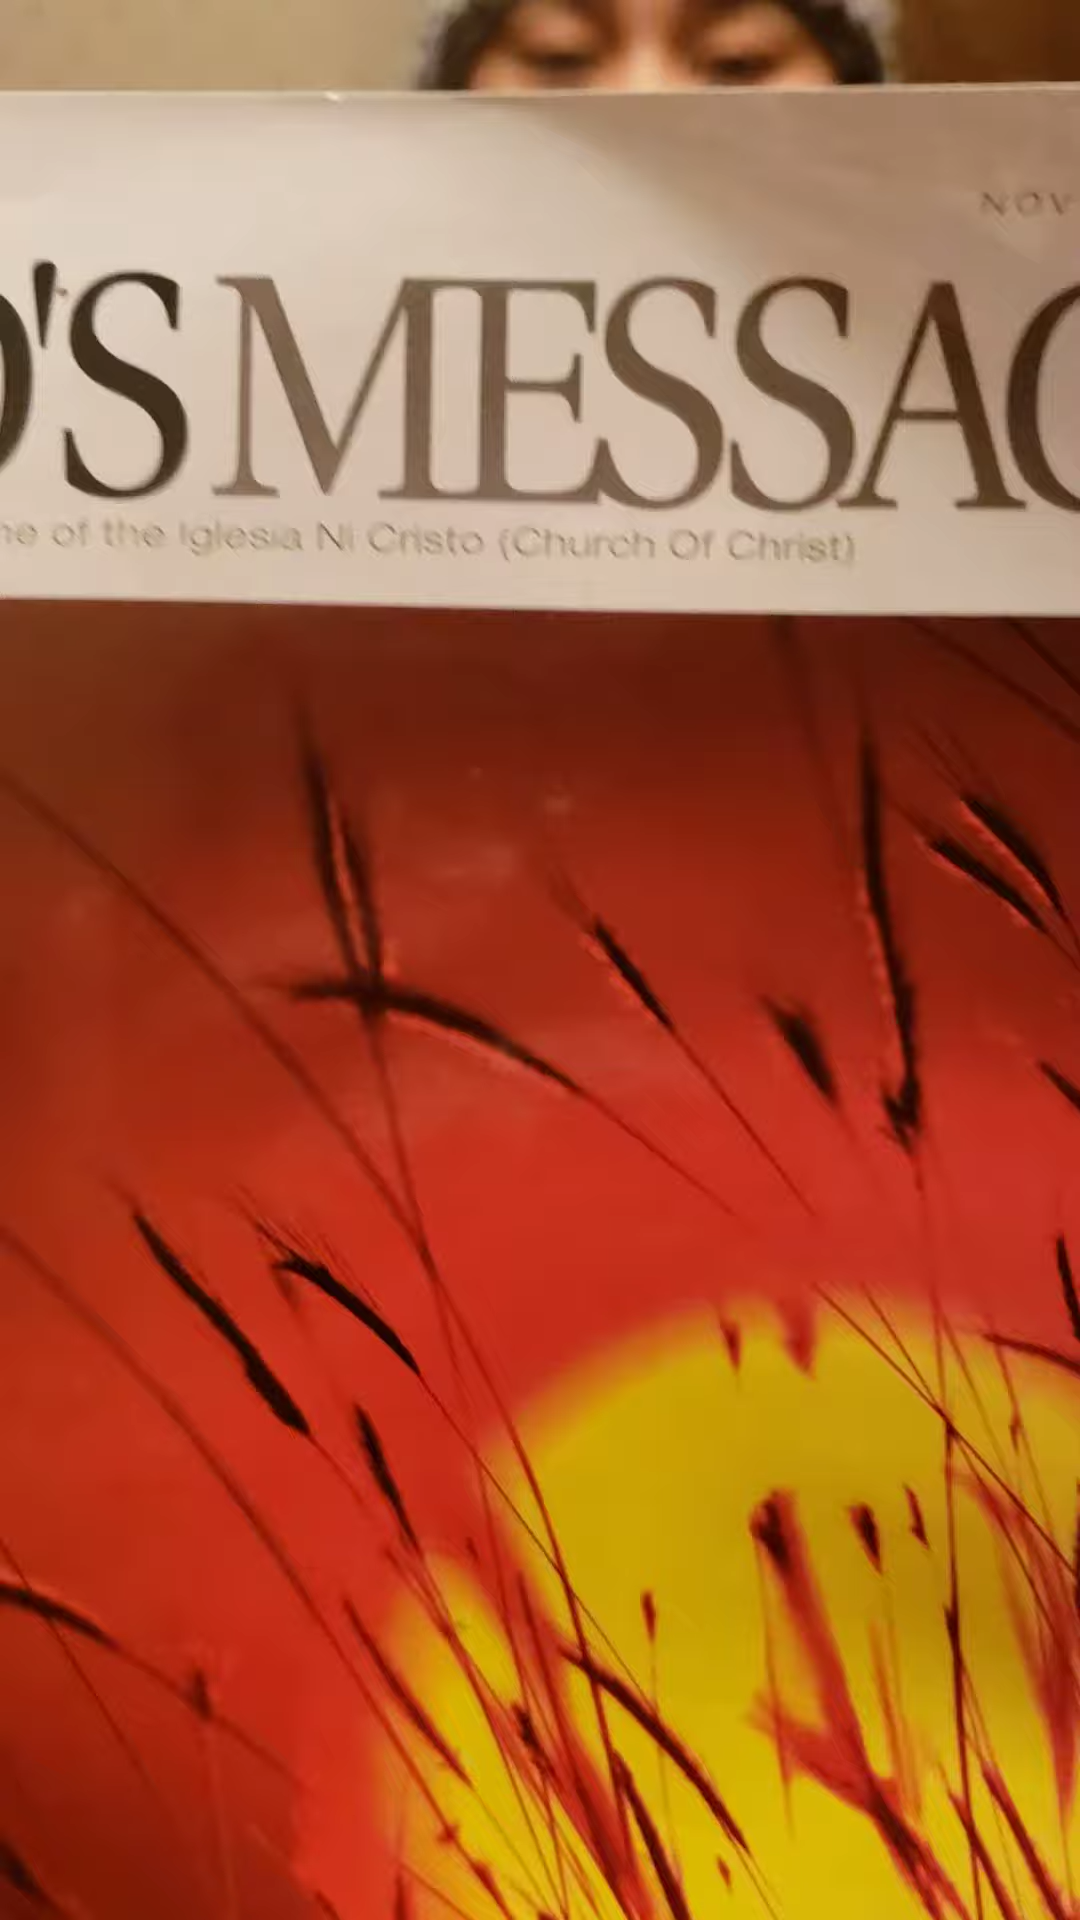 NOV
'S MESSAG
ne of the Iglesia Ni Cristo (Church Of Christ)